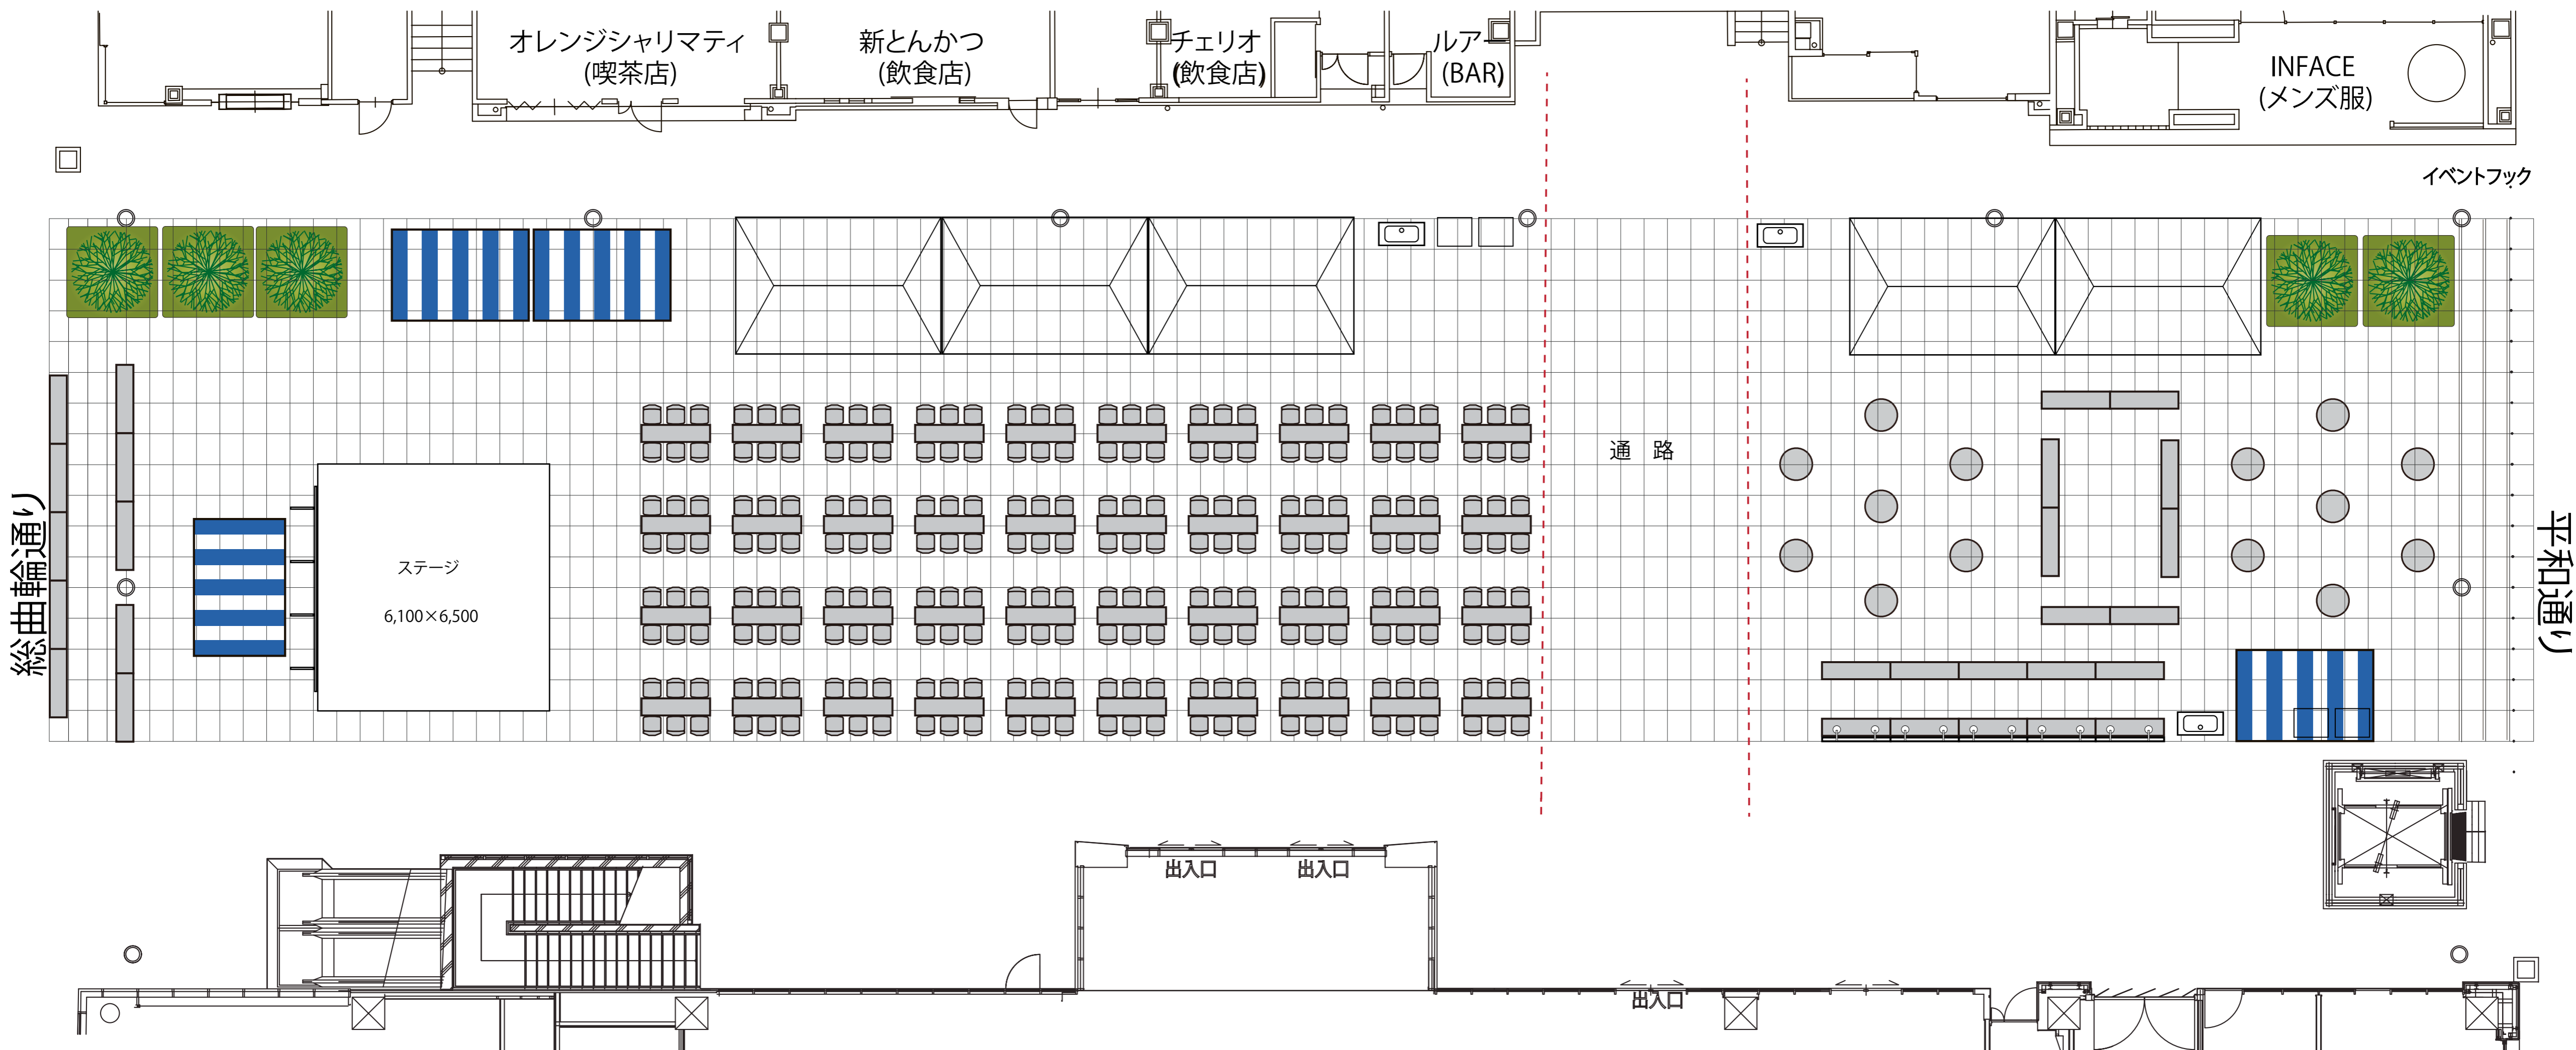 オレンジシャリマティ
(喫茶店)
新とんかつ
(飲食店)
チェリオ
(飲食店)
ルアー
(BAR)
INFACE
(メンズ服)
イベントフック
総曲輪通り
ステージ
6,100×6,500
通 路
平和通り
出入口
出入口
出入口